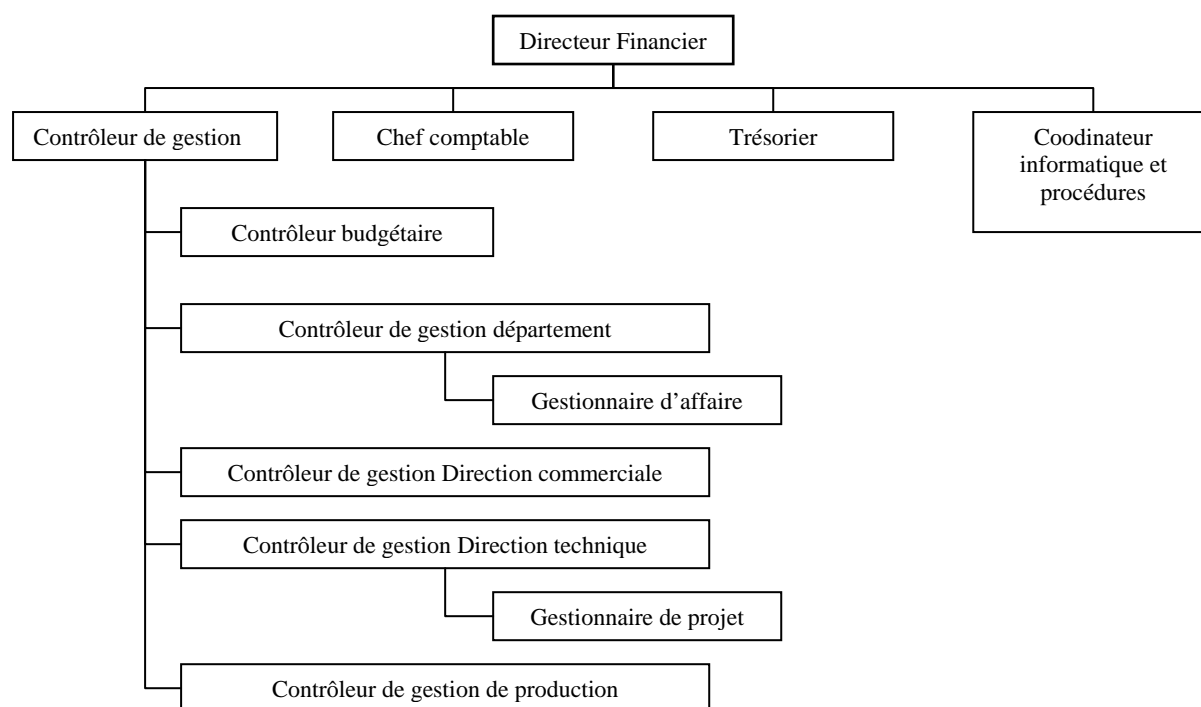 Directeur Financier
Contrôleur de gestion
Chef comptable
Trésorier
Coodinateur
informatique et
procédures
Contrôleur budgétaire
Contrôleur de gestion département
Gestionnaire d’affaire
Contrôleur de gestion Direction commerciale
Contrôleur de gestion Direction technique
Gestionnaire de projet
Contrôleur de gestion de production